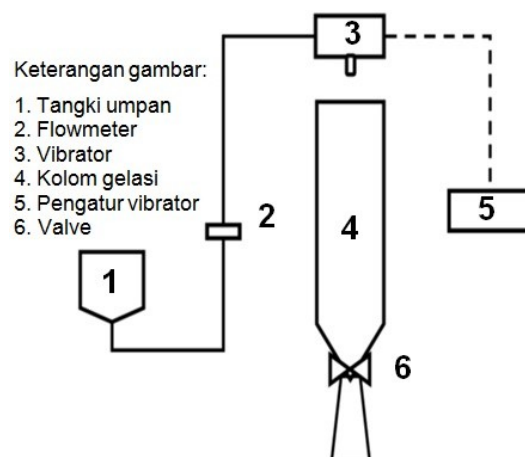 Keterangan gambar:
1. Tangki umpan
2. Flowmeter
3. Vibrator
4. Kolom gelasi
5. Pengatur vibrator
6. Valve
3
2
4
5
1
6